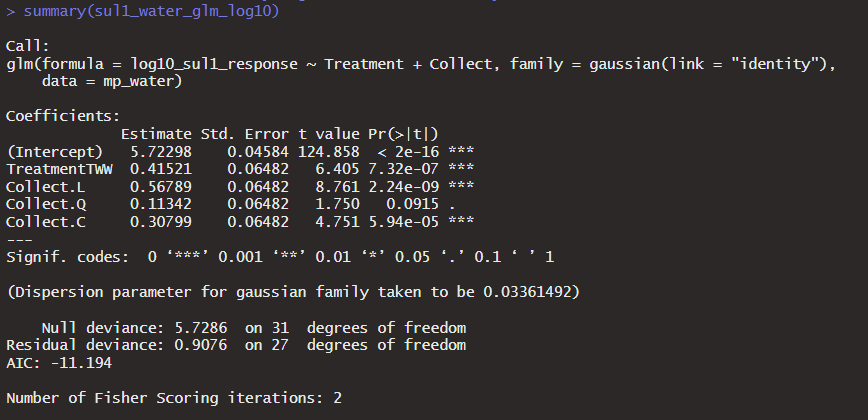 > summary(sul1_water_glm_log10)
Call:
glm(formula = log10_sul1_response ~ Treatment + Collect, family = gaussian(link = "identity"),
    data = mp_water)
Coefficients:
             Estimate Std. Error t value Pr(>|t|)
(Intercept)   5.72298    0.04584 124.858  < 2e-16 ***
TreatmentTWW  0.41521    0.06482   6.405 7.32e-07 ***
Collect.L     0.56789    0.06482   8.761 2.24e-09 ***
Collect.Q     0.11342    0.06482   1.750   0.0915 .
Collect.C     0.30799    0.06482   4.751 5.94e-05 ***
---
Signif. codes:  0 ‘***’ 0.001 ‘**’ 0.01 ‘*’ 0.05 ‘.’ 0.1 ‘ ’ 1
(Dispersion parameter for gaussian family taken to be 0.03361492)
    Null deviance: 5.7286  on 31  degrees of freedom
Residual deviance: 0.9076  on 27  degrees of freedom
AIC: -11.194
Number of Fisher Scoring iterations: 2